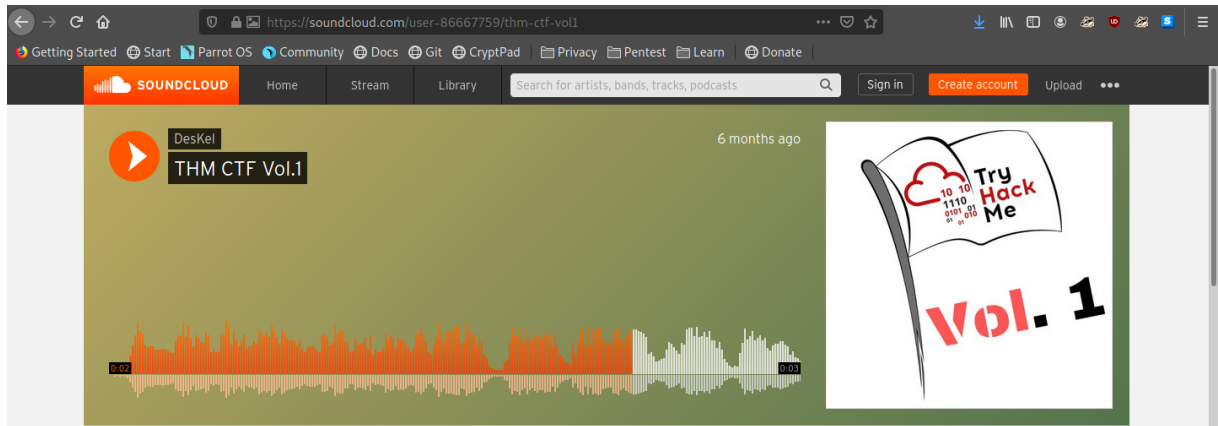 https://soundcloud.com/user-86667759/thm-ctf-vol1
Getting Started Start Parrot OS Community Docs Git CryptPad Privacy Pentest Learn Donate
SOUNDCLOUD Home Stream Library Search for artists, bands, tracks, podcasts Sign in Create account Upload
DesKel 6 months ago
THM CTF Vol.1
Try
Hack
Me
10 10
1110
0101 01
010
01 01
Vol. 1
0:02 0:03